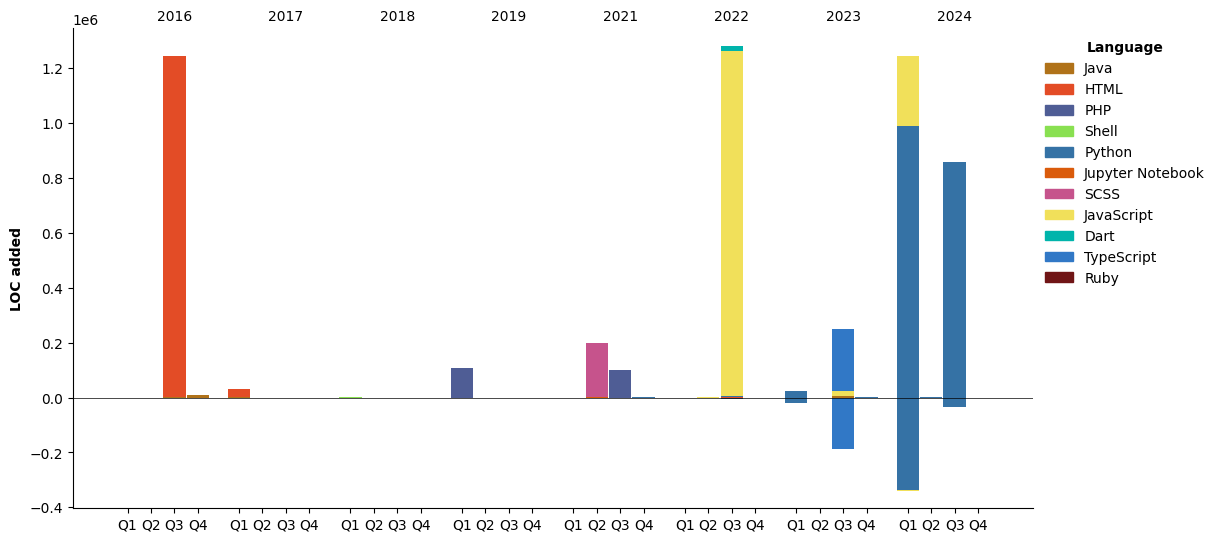 1e6
2016 2017 2018 2019 2021 2022 2023 2024
LOC added
1.2
1.0
0.8
0.6
0.4
0.2
0.0
−0.2
−0.4
Q1 Q2 Q3 Q4 Q1 Q2 Q3 Q4 Q1 Q2 Q3 Q4 Q1 Q2 Q3 Q4 Q1 Q2 Q3 Q4 Q1 Q2 Q3 Q4 Q1 Q2 Q3 Q4 Q1 Q2 Q3 Q4
Language
Java
HTML
PHP
Shell
Python
Jupyter Notebook
SCSS
JavaScript
Dart
TypeScript
Ruby